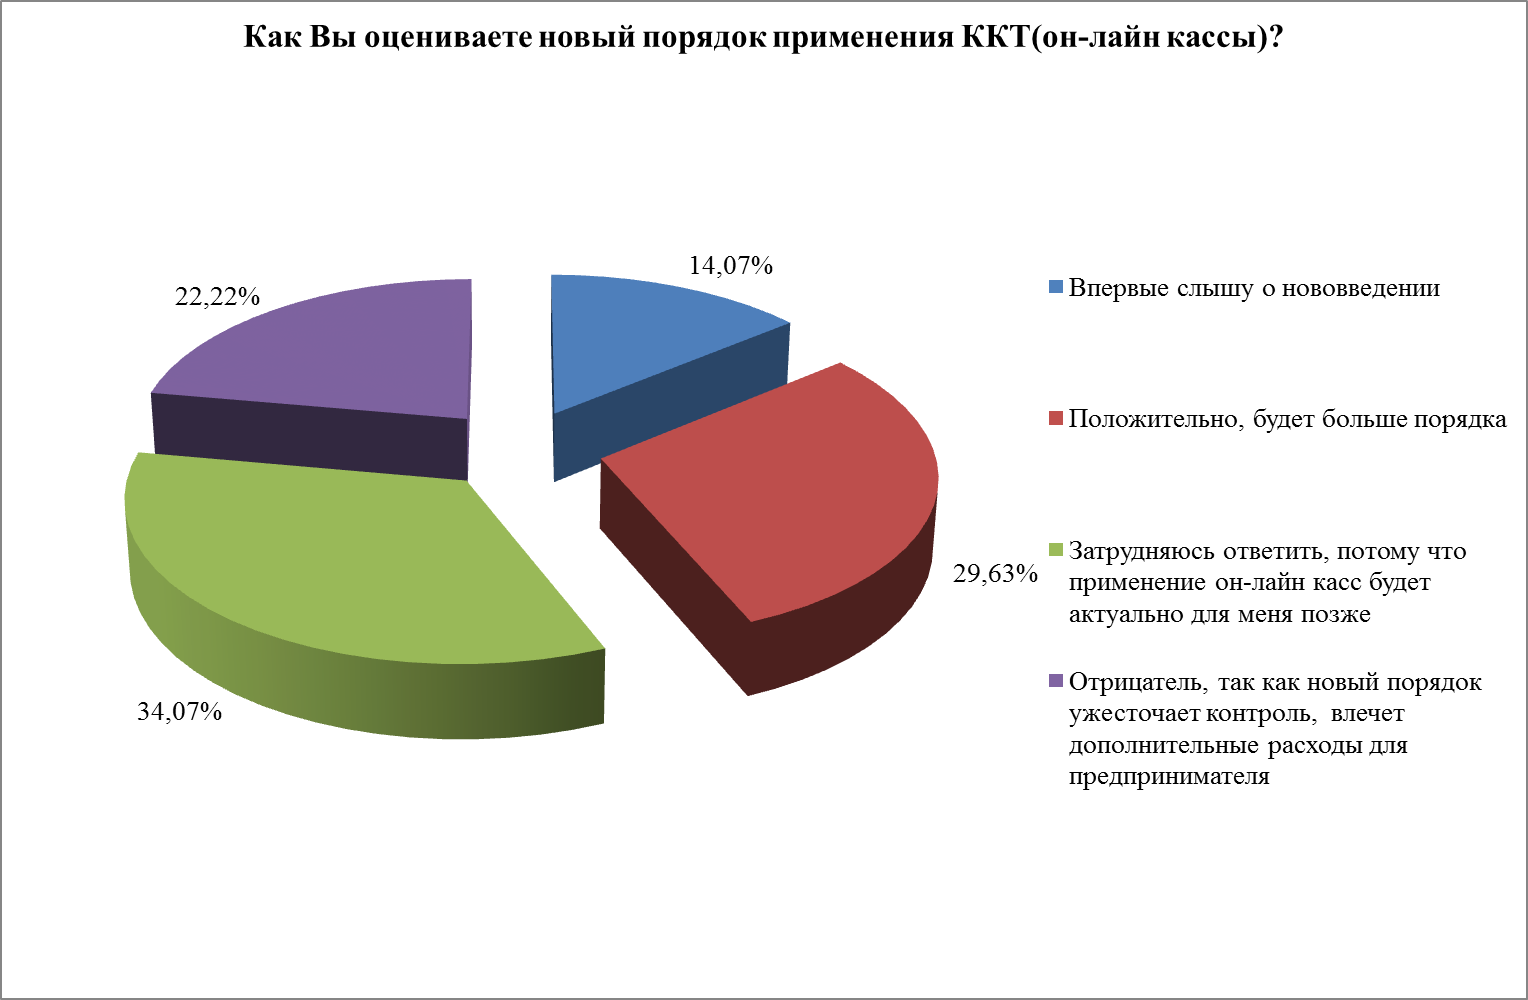 Как Вы оцениваете новый порядок применения ККТ(он-лайн кассы)?
14,07%
22,22%
29,63%
34,07%
Впервые слышу о нововведении
Положительно, будет больше порядка
Затрудняюсь ответить, потому что
применение он-лайн касс будет
актуально для меня позже
Отрицатель, так как новый порядок
ужесточает контроль, влечет
дополнительные расходы для
предпринимателя